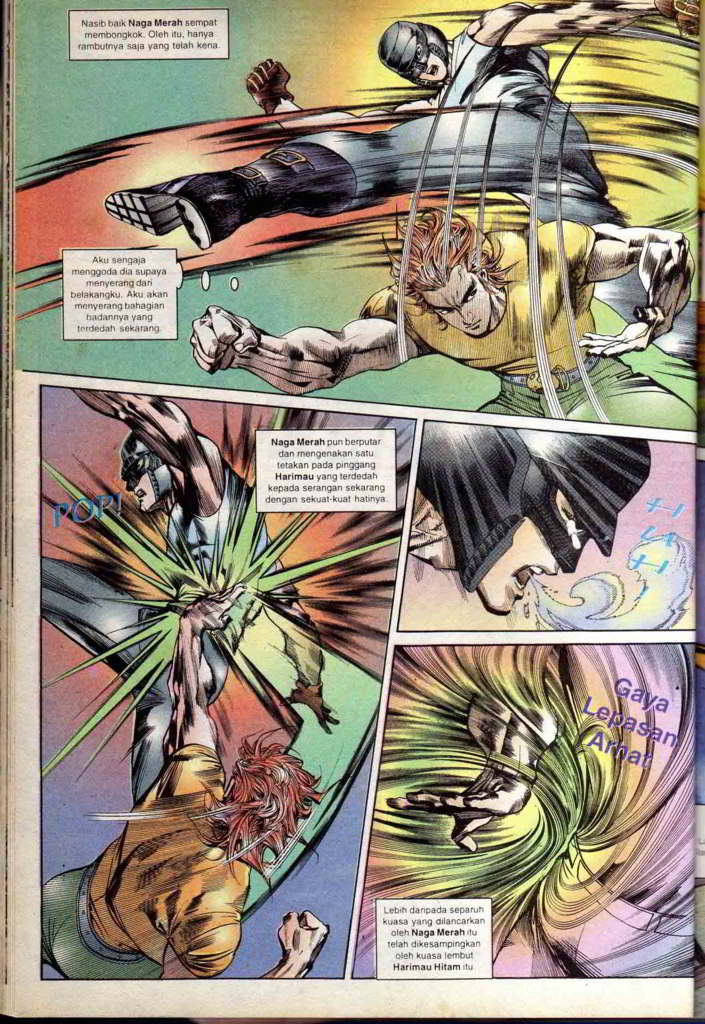 Nasib baik Naga Merah sempat
membongkok. Oleh itu, hanya
rambutnya saja yang telah kena.
Aku sengaja
menggoda dia supaya
menyerang dari
belakangku. Aku akan
menyerang bahagian
badannya yang
terdedah sekarang.
POP!
Naga Merah pun berputar
dan mengenakan satu
tetakan pada pinggang
Harimau yang terdedah
kepada serangan sekarang
dengan sekuat-kuat hatinya.
Gaya
Lepasan
Arhat
Lebih daripada separuh
kuasa yang dilancarkan
oleh Naga Merah itu
telah dikesampingkan
oleh kuasa lembut
Harimau Hitam itu.